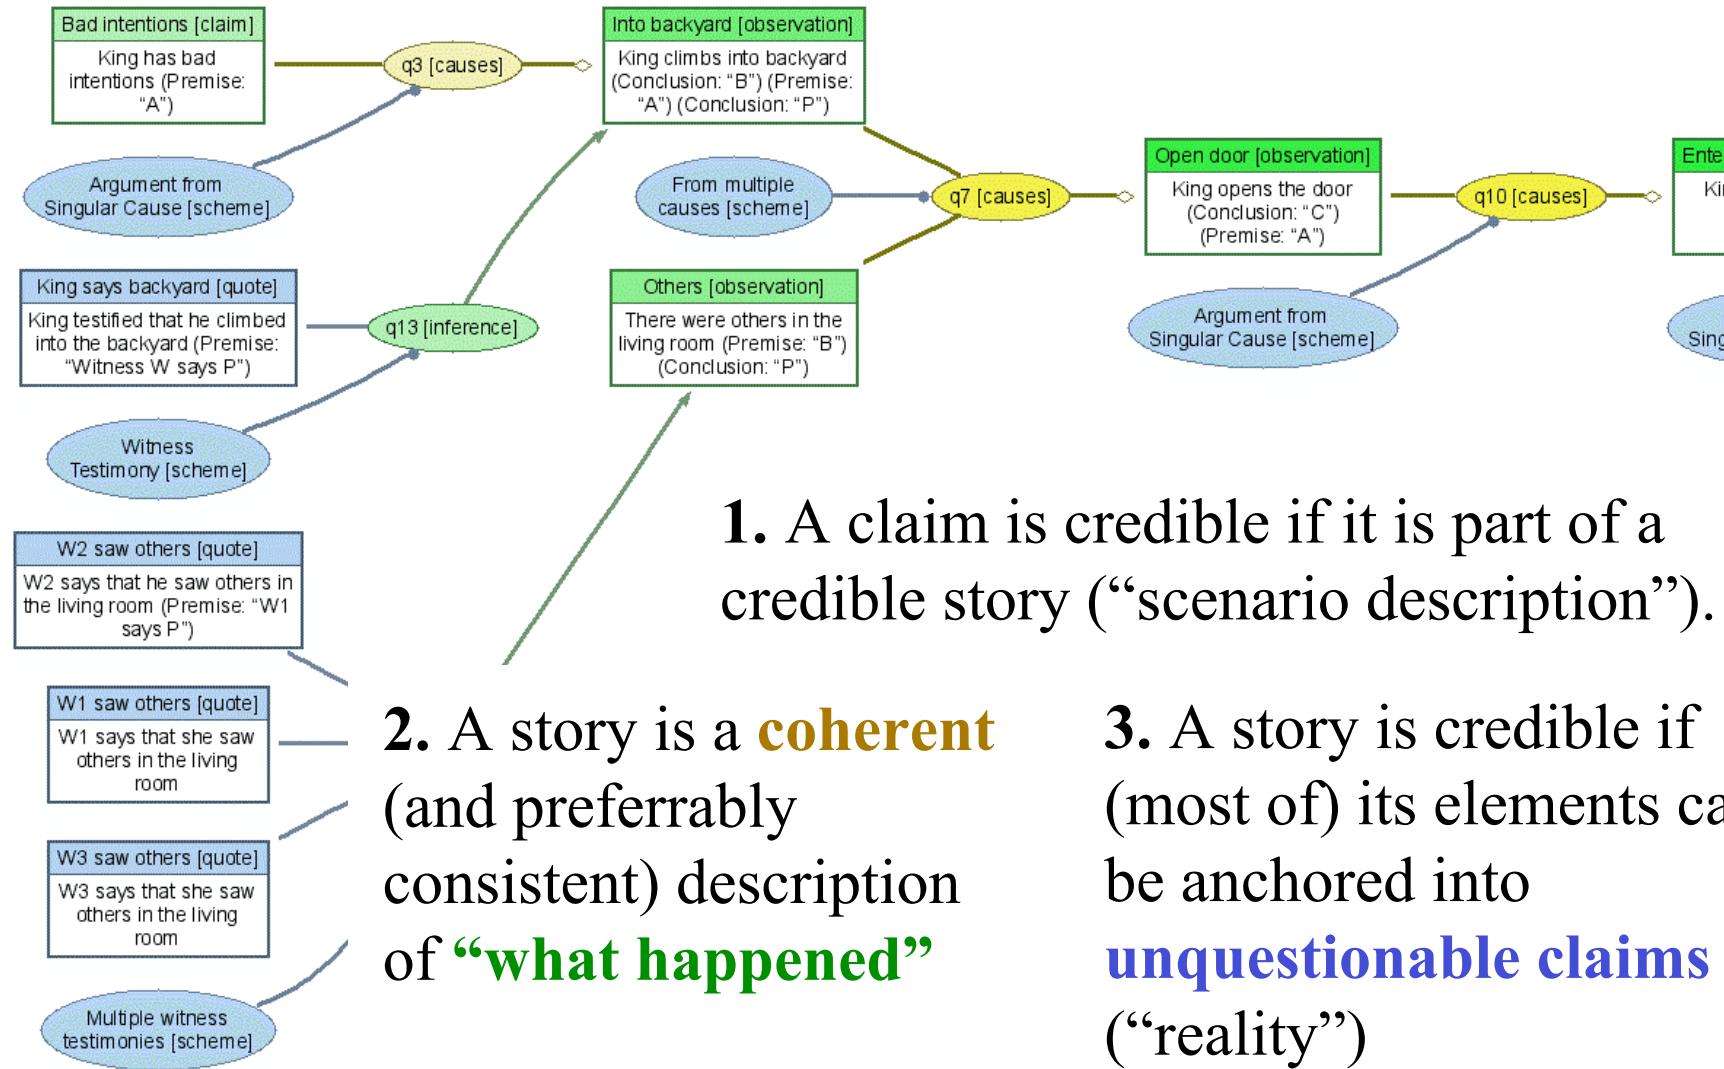 Bad intentions [claim]
King has bad
intentions (Premise:
“A”)
q3 [causes]
Into backyard [observation]
King climbs into backyard
(Conclusion: “B”) (Premise:
“A”) (Conclusion: “P”)
Argument from
Singular Cause [scheme]
From multiple
causes [scheme]
q7 [causes]
Open door [observation]
King opens the door
(Conclusion: “C”)
(Premise: “A”)
q10 [causes]
King says backyard [quote]
King testified that he climbed
into the backyard (Premise:
“Witness W says P”)
q13 [inference]
Others [observation]
There were others in the
living room (Premise: “B”)
(Conclusion: “P”)
Argument from
Singular Cause [scheme]
Witness
Testimony [scheme]
W2 saw others [quote]
W2 says that he saw others in
the living room (Premise: “W1
says P”)
W1 saw others [quote]
W1 says that she saw
others in the living
room
W3 saw others [quote]
W3 says that she saw
others in the living
room
Multiple witness
testimonies [scheme]
1. A claim is credible if it is part of a
credible story (“scenario description”).
2. A story is a coherent
(and preferrably
consistent) description
of “what happened”
3. A story is credible if
(most of) its elements ca
be anchored into
unquestionable claims
(“reality”)